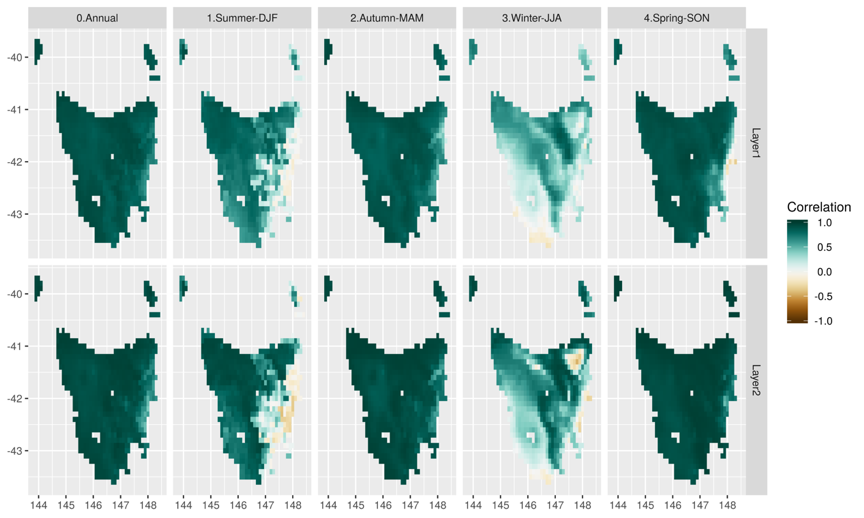 0.Annual 1.Summer-DJF 2.Autumn-MAM 3.Winter-JJA 4.Spring-SON
-40
-41
-42
-43
Layer1
-40
-41
-42
-43
Layer2
144 145 146 147 148 144 145 146 147 148 144 145 146 147 148 144 145 146 147 148 144 145 146 147 148
Correlation
1.0
0.5
0.0
-0.5
-1.0